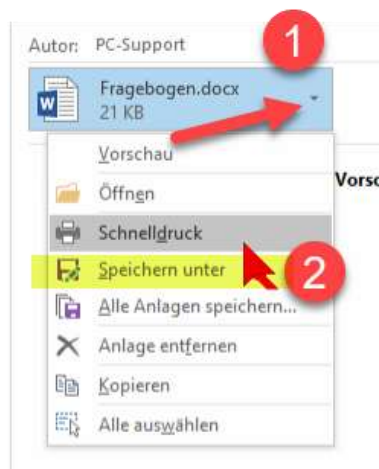 Autor: PC-Support
1
Fragebogen.docx
21 KB
Vorschau
Vorsc
Öffnen
Schnelldruck
Speichern unter
2
Alle Anlagen speichern...
Anlage entfernen
Kopieren
Alle auswählen